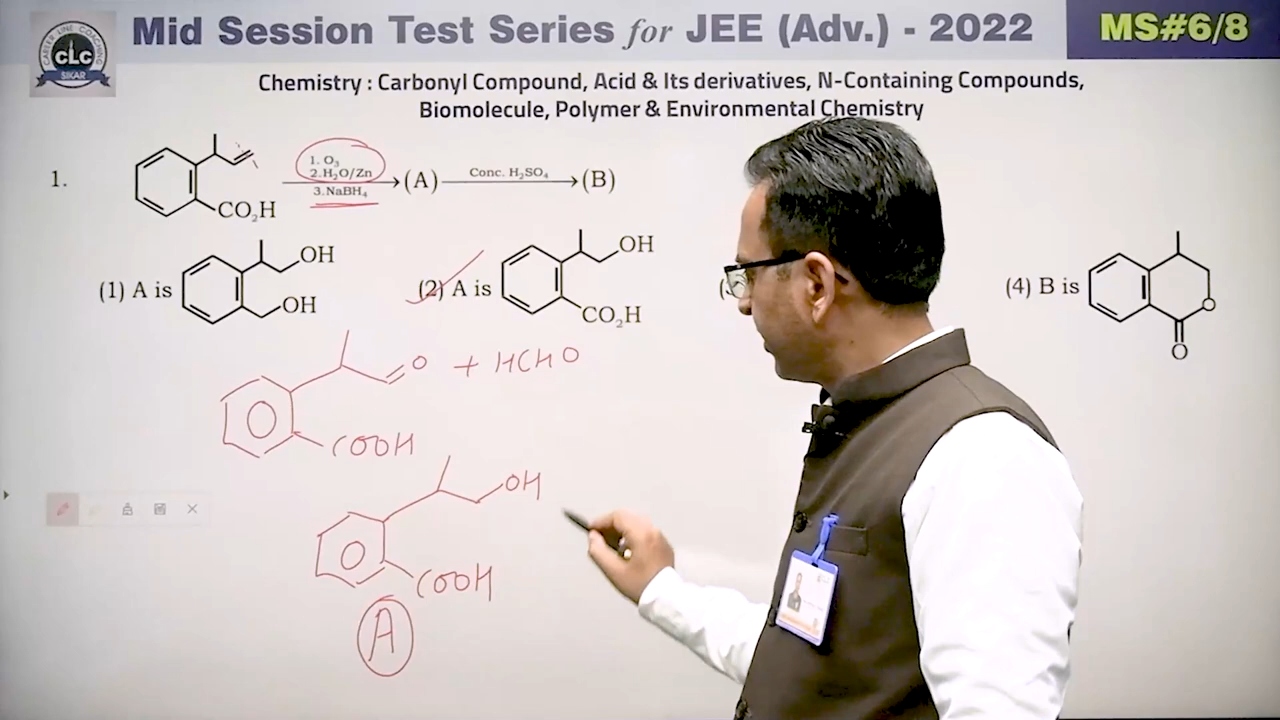 CAREER LINE COACHING
CLC
SIKAR
Mid Session Test Series for JEE (Adv.) - 2022
MS#6/8
Chemistry : Carbonyl Compound, Acid & Its derivatives, N-Containing Compounds,
Biomolecule, Polymer & Environmental Chemistry
1.
CO₂H
1. O₃
2.H₂O/Zn
3.NaBH₄
(A)
Conc. H₂SO₄
(B)
(1) A is
OH
OH
(2) A is
OH
CO₂H
(4) B is
O
O
O + HCHO
COOH
OH
COOH
A